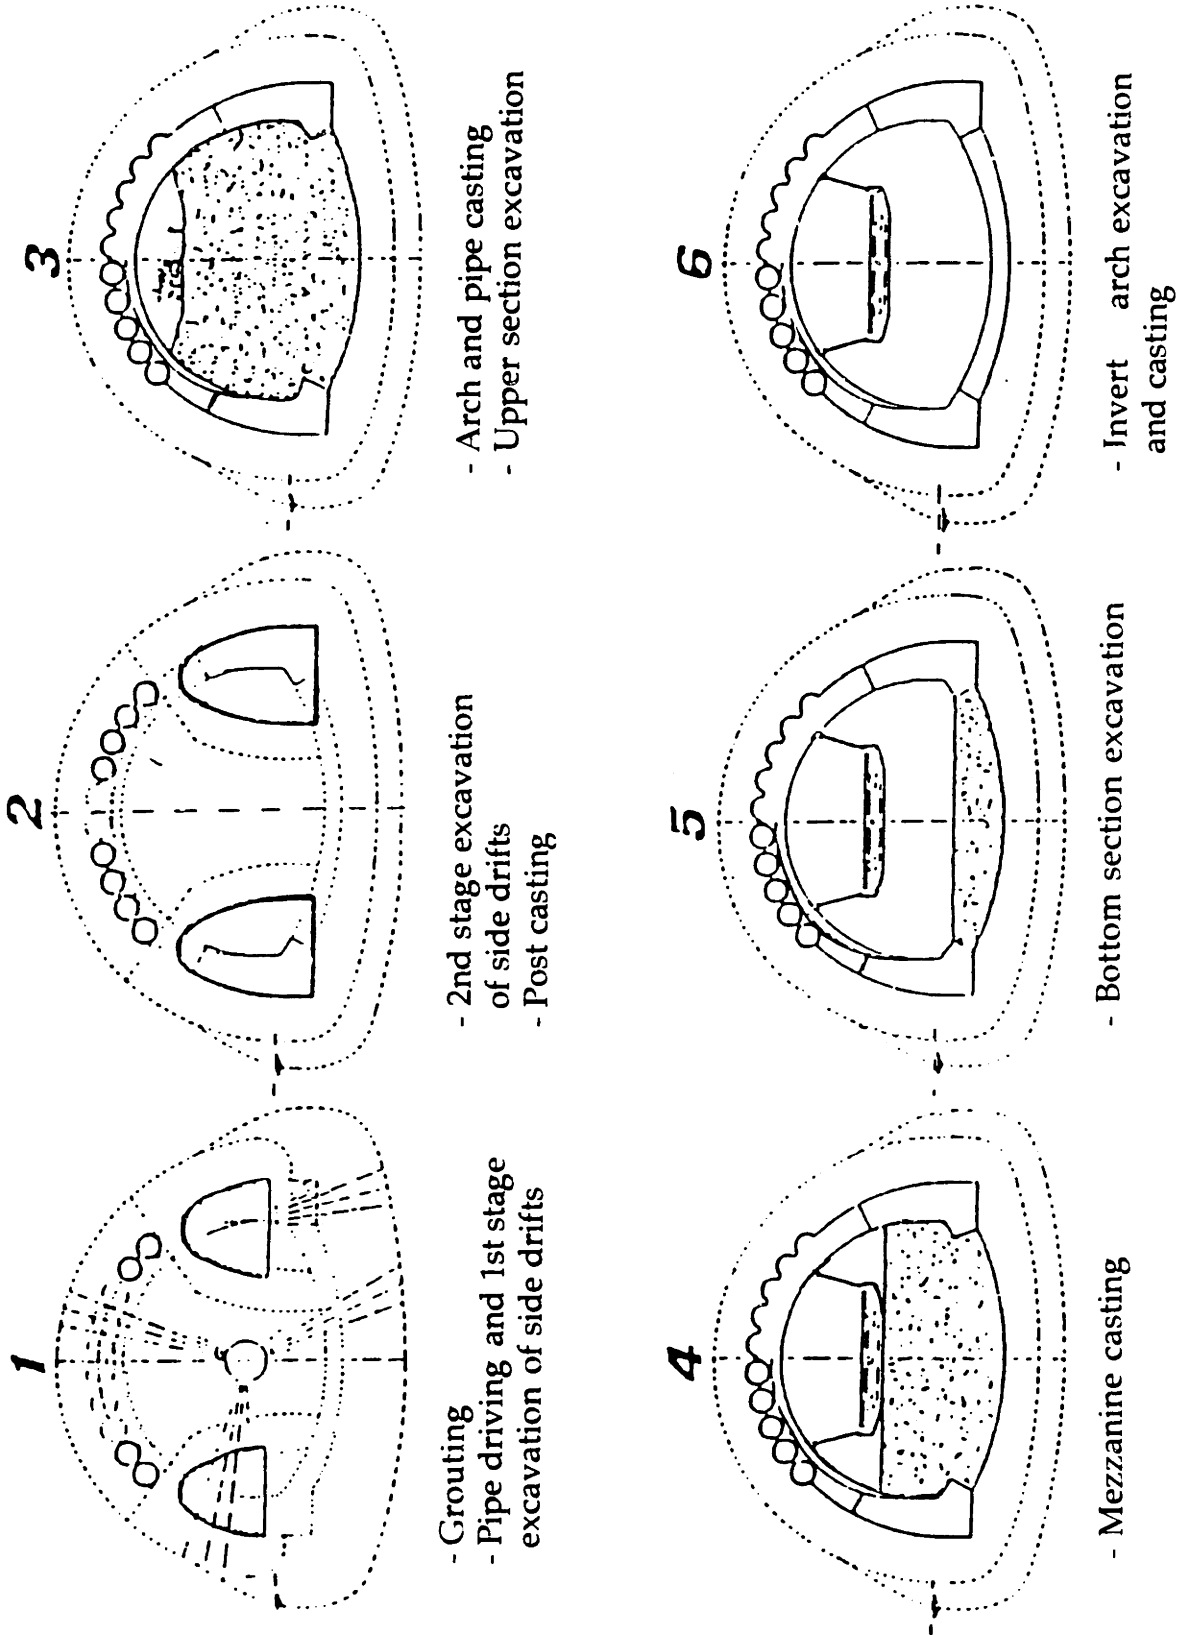 1
- Grouting
- Pipe driving and 1st stage
excavation of side drifts
2
- 2nd stage excavation
of side drifts
- Post casting
3
- Arch and pipe casting
- Upper section excavation
4
- Mezzanine casting
5
- Bottom section excavation
6
- Invert arch excavation
and casting